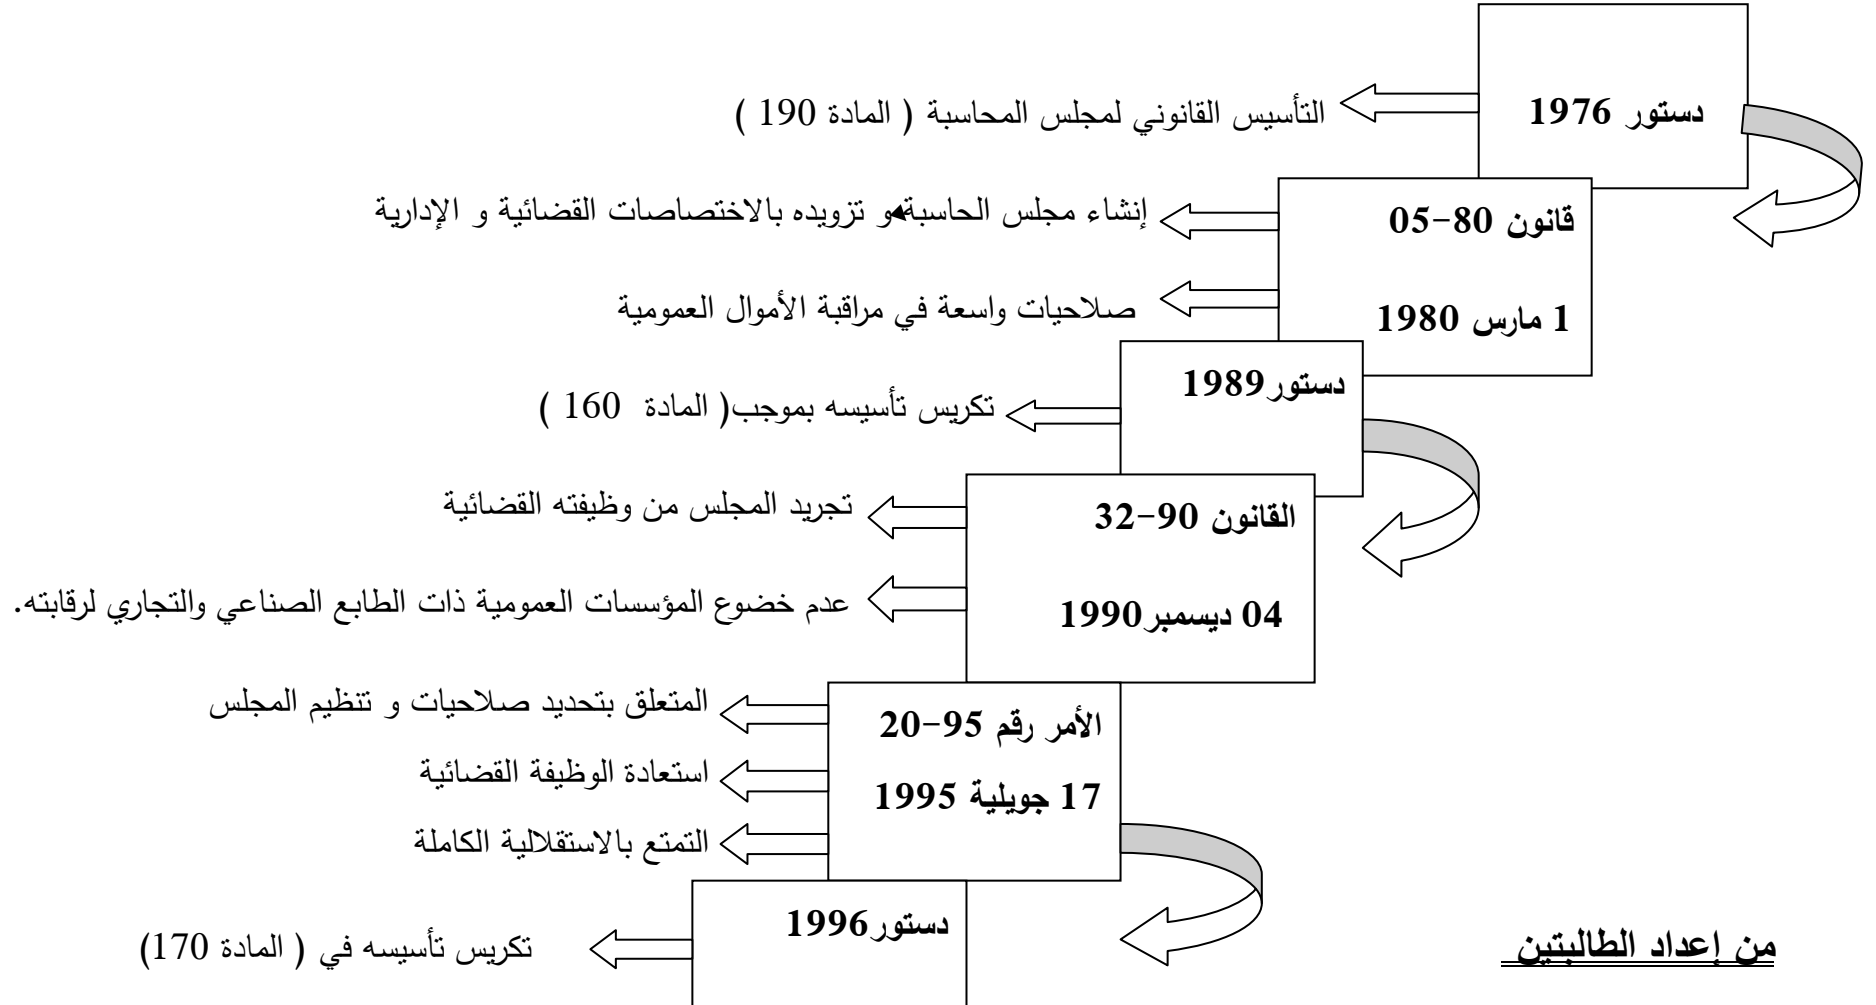 دستور 1976
التأسيس القانوني لمجلس المحاسبة ( المادة 190 )
قانون 80-05
إنشاء مجلس الحاسبة و تزويده بالاختصاصات القضائية و الإدارية
1 مارس 1980
صلاحيات واسعة في مراقبة الأموال العمومية
دستور1989
تكريس تأسيسه بموجب( المادة 160 )
القانون 90-32
تجريد المجلس من وظيفته القضائية
04 ديسمبر1990
عدم خضوع المؤسسات العمومية ذات الطابع الصناعي والتجاري لرقابته.
الأمر رقم 95-20
المتعلق بتحديد صلاحيات و تنظيم المجلس
17 جويلية 1995
استعادة الوظيفة القضائية
التمتع بالاستقلالية الكاملة
دستور1996
تكريس تأسيسه في ( المادة 170)
من إعداد الطالبتين